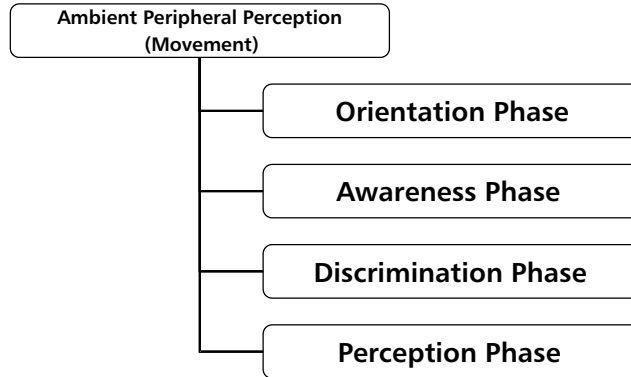 Ambient Peripheral Perception
(Movement)
Orientation Phase
Awareness Phase
Discrimination Phase
Perception Phase